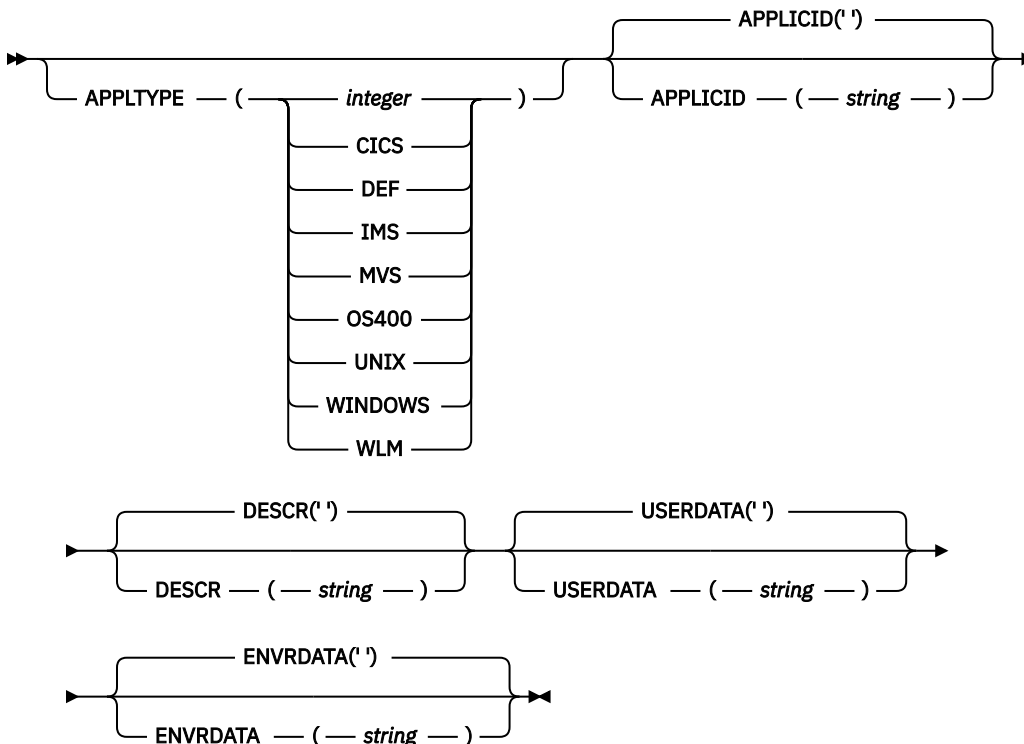 APPLICID(' ')
APPLTYPE ( integer ) APPLICID ( string )
CICS
DEF
IMS
MVS
OS400
UNIX
WINDOWS
WLM
DESCR(' ') USERDATA(' ')
DESCR ( string ) USERDATA ( string )
ENVRDATA(' ')
ENVRDATA ( string )